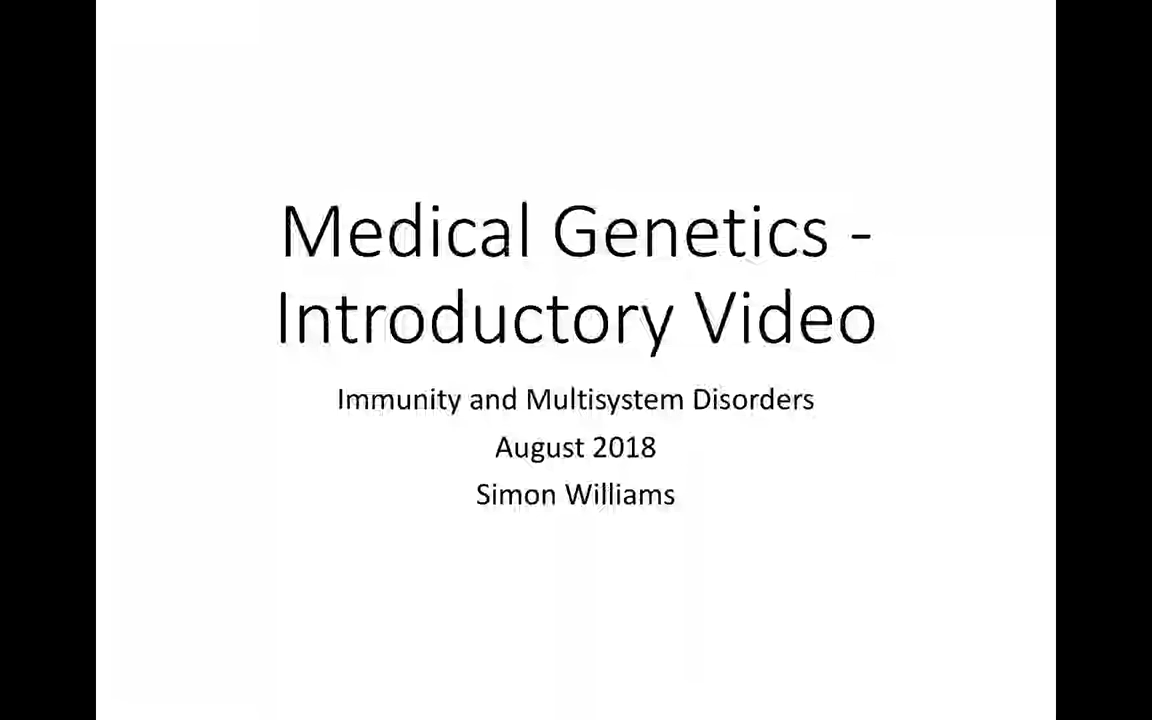 Medical Genetics -
Introductory Video
Immunity and Multisystem Disorders
August 2018
Simon Williams